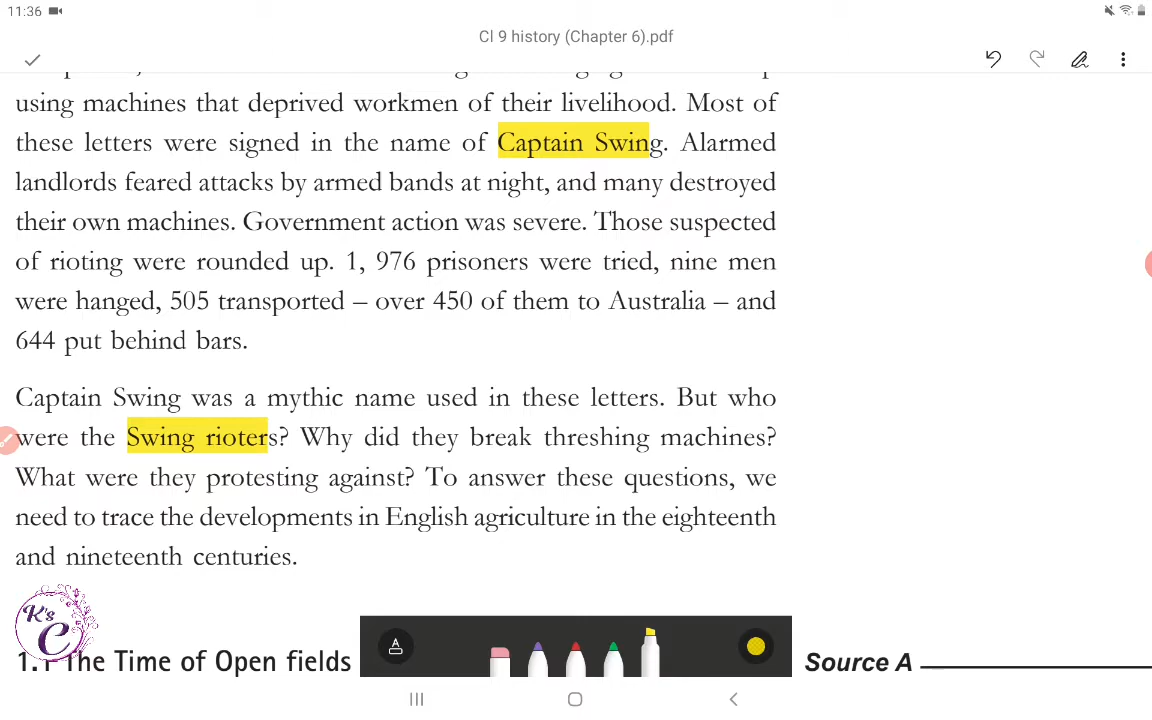 11:36
Cl 9 history (Chapter 6).pdf
using machines that deprived workmen of their livelihood. Most of
these letters were signed in the name of Captain Swing. Alarmed
landlords feared attacks by armed bands at night, and many destroyed
their own machines. Government action was severe. Those suspected
of rioting were rounded up. 1, 976 prisoners were tried, nine men
were hanged, 505 transported – over 450 of them to Australia – and
644 put behind bars.
Captain Swing was a mythic name used in these letters. But who
were the Swing rioters? Why did they break threshing machines?
What were they protesting against? To answer these questions, we
need to trace the developments in English agriculture in the eighteenth
and nineteenth centuries.
K's
C
1.1 The Time of Open fields
Source A